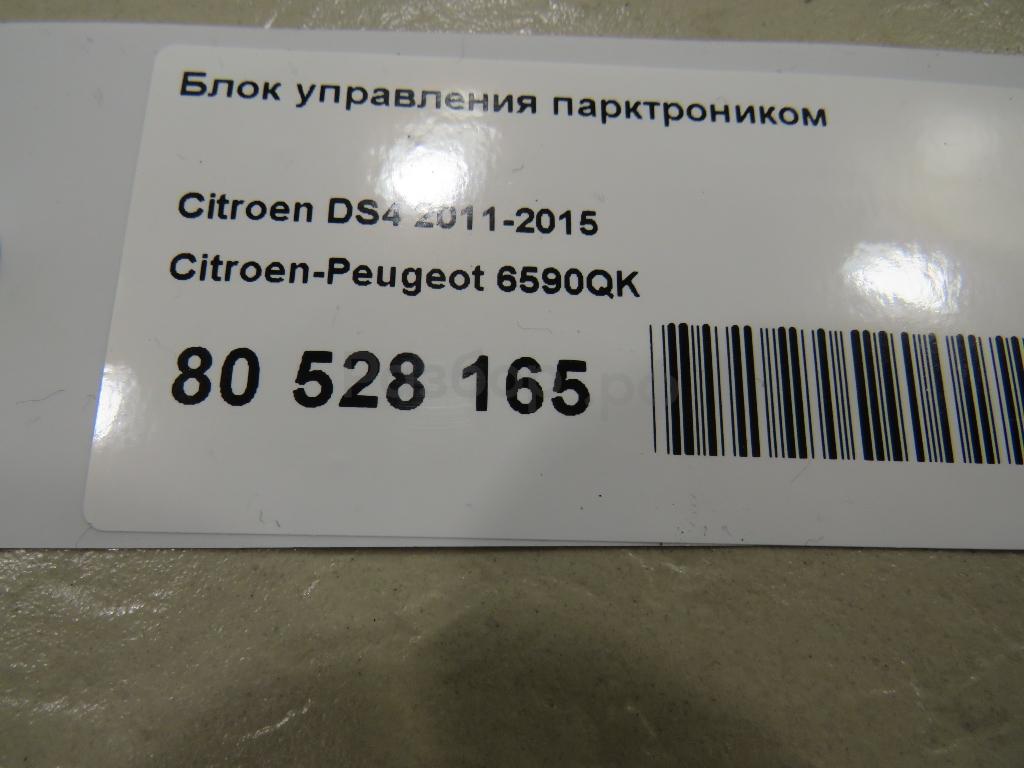 Блок управления парктроником
Citroen DS4 2011-2015
Citroen-Peugeot 6590QK
80 528 165